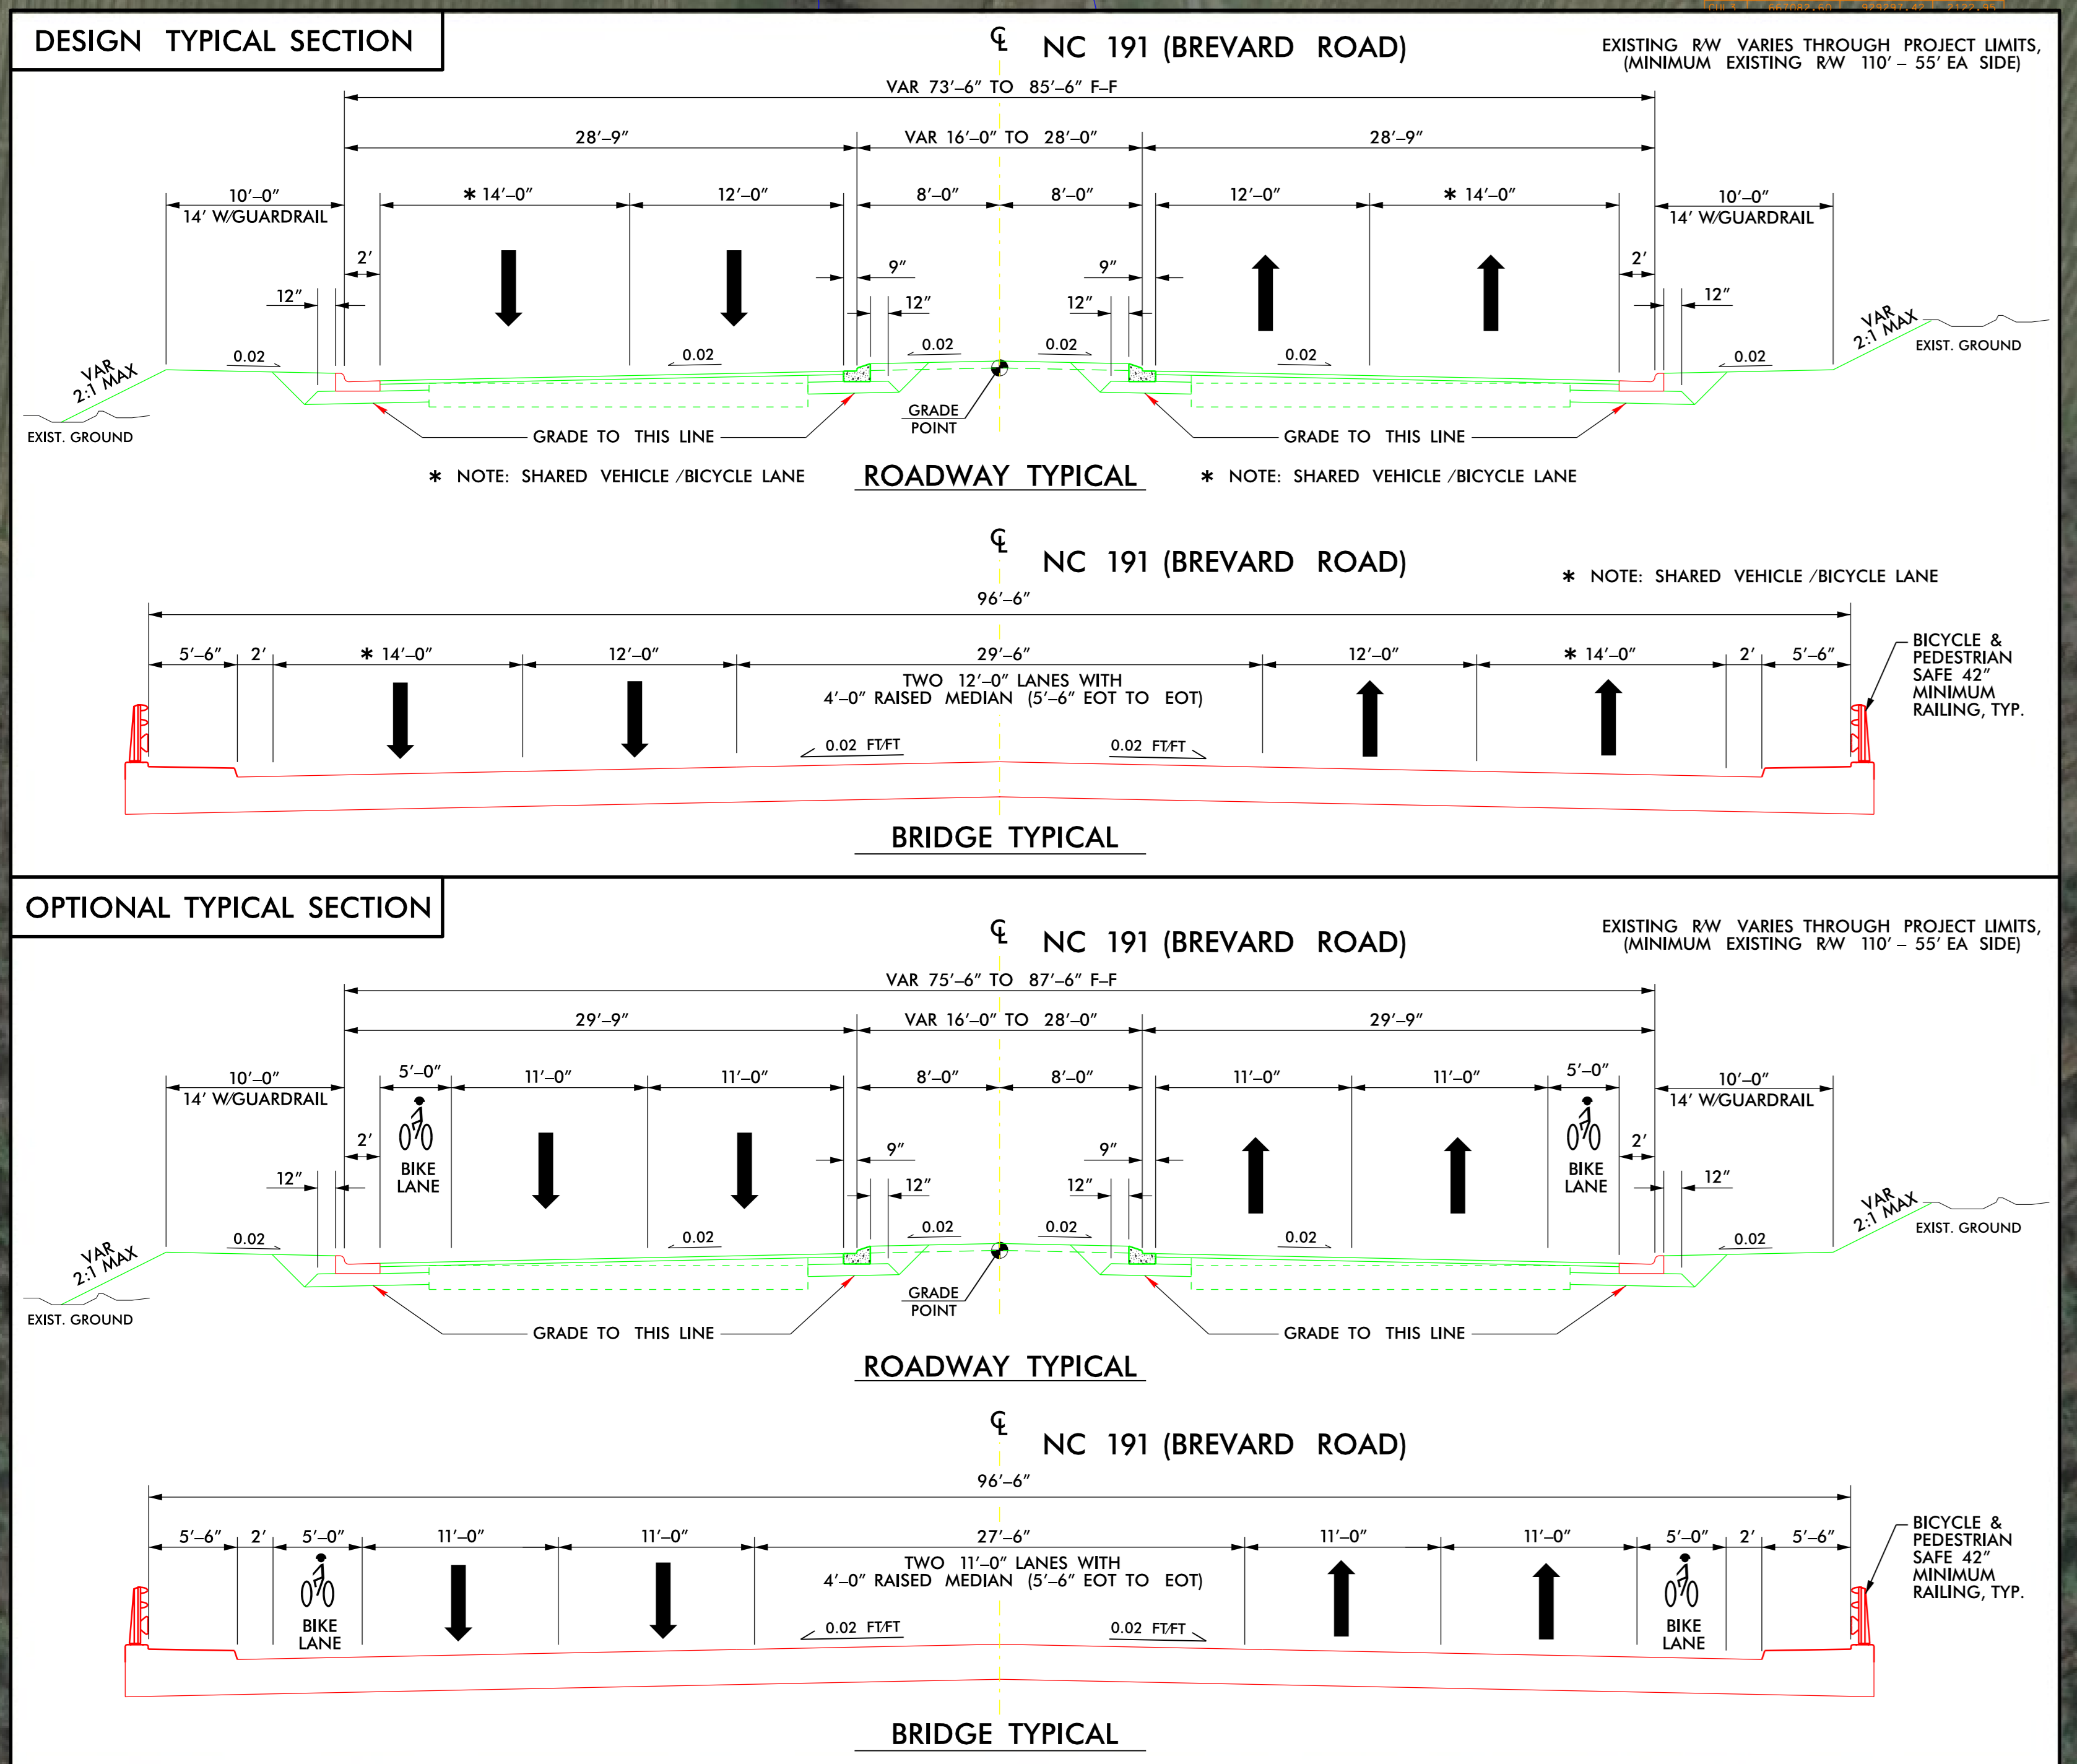 CUL3 667082.60 929297.42 2122.95
DESIGN TYPICAL SECTION
℄ NC 191 (BREVARD ROAD)
EXISTING R/W VARIES THROUGH PROJECT LIMITS,
(MINIMUM EXISTING R/W 110' – 55' EA SIDE)
VAR 73'–6" TO 85'–6" F–F
28'–9" VAR 16'–0" TO 28'–0" 28'–9"
10'–0" * 14'–0" 12'–0" 8'–0" 8'–0" 12'–0" * 14'–0" 10'–0"
14' W/GUARDRAIL 14' W/GUARDRAIL
2' 9" 9" 2'
12" 12" 12" 12"
VAR
2:1 MAX
0.02 0.02 0.02 0.02 0.02 0.02
VAR
2:1 MAX
EXIST. GROUND
EXIST. GROUND
GRADE
POINT
GRADE TO THIS LINE GRADE TO THIS LINE
* NOTE: SHARED VEHICLE /BICYCLE LANE ROADWAY TYPICAL * NOTE: SHARED VEHICLE /BICYCLE LANE
℄ NC 191 (BREVARD ROAD)
* NOTE: SHARED VEHICLE /BICYCLE LANE
96'–6"
5'–6" 2' * 14'–0" 12'–0" 29'–6" 12'–0" * 14'–0" 2' 5'–6"
TWO 12'–0" LANES WITH
4'–0" RAISED MEDIAN (5'–6" EOT TO EOT)
BICYCLE &
PEDESTRIAN
SAFE 42"
MINIMUM
RAILING, TYP.
0.02 FT/FT 0.02 FT/FT
BRIDGE TYPICAL
OPTIONAL TYPICAL SECTION
℄ NC 191 (BREVARD ROAD)
EXISTING R/W VARIES THROUGH PROJECT LIMITS,
(MINIMUM EXISTING R/W 110' – 55' EA SIDE)
VAR 75'–6" TO 87'–6" F–F
29'–9" VAR 16'–0" TO 28'–0" 29'–9"
10'–0" 5'–0" 11'–0" 11'–0" 8'–0" 8'–0" 11'–0" 11'–0" 5'–0" 10'–0"
14' W/GUARDRAIL 14' W/GUARDRAIL
2' 9" 9" 2'
BIKE
LANE
BIKE
LANE
12" 12" 12" 12"
VAR
2:1 MAX
0.02 0.02 0.02 0.02 0.02 0.02
VAR
2:1 MAX
EXIST. GROUND
EXIST. GROUND
GRADE
POINT
GRADE TO THIS LINE GRADE TO THIS LINE
ROADWAY TYPICAL
℄ NC 191 (BREVARD ROAD)
96'–6"
5'–6" 2' 5'–0" 11'–0" 11'–0" 27'–6" 11'–0" 11'–0" 5'–0" 2' 5'–6"
TWO 11'–0" LANES WITH
4'–0" RAISED MEDIAN (5'–6" EOT TO EOT)
BICYCLE &
PEDESTRIAN
SAFE 42"
MINIMUM
RAILING, TYP.
BIKE
LANE
0.02 FT/FT 0.02 FT/FT
BIKE
LANE
BRIDGE TYPICAL